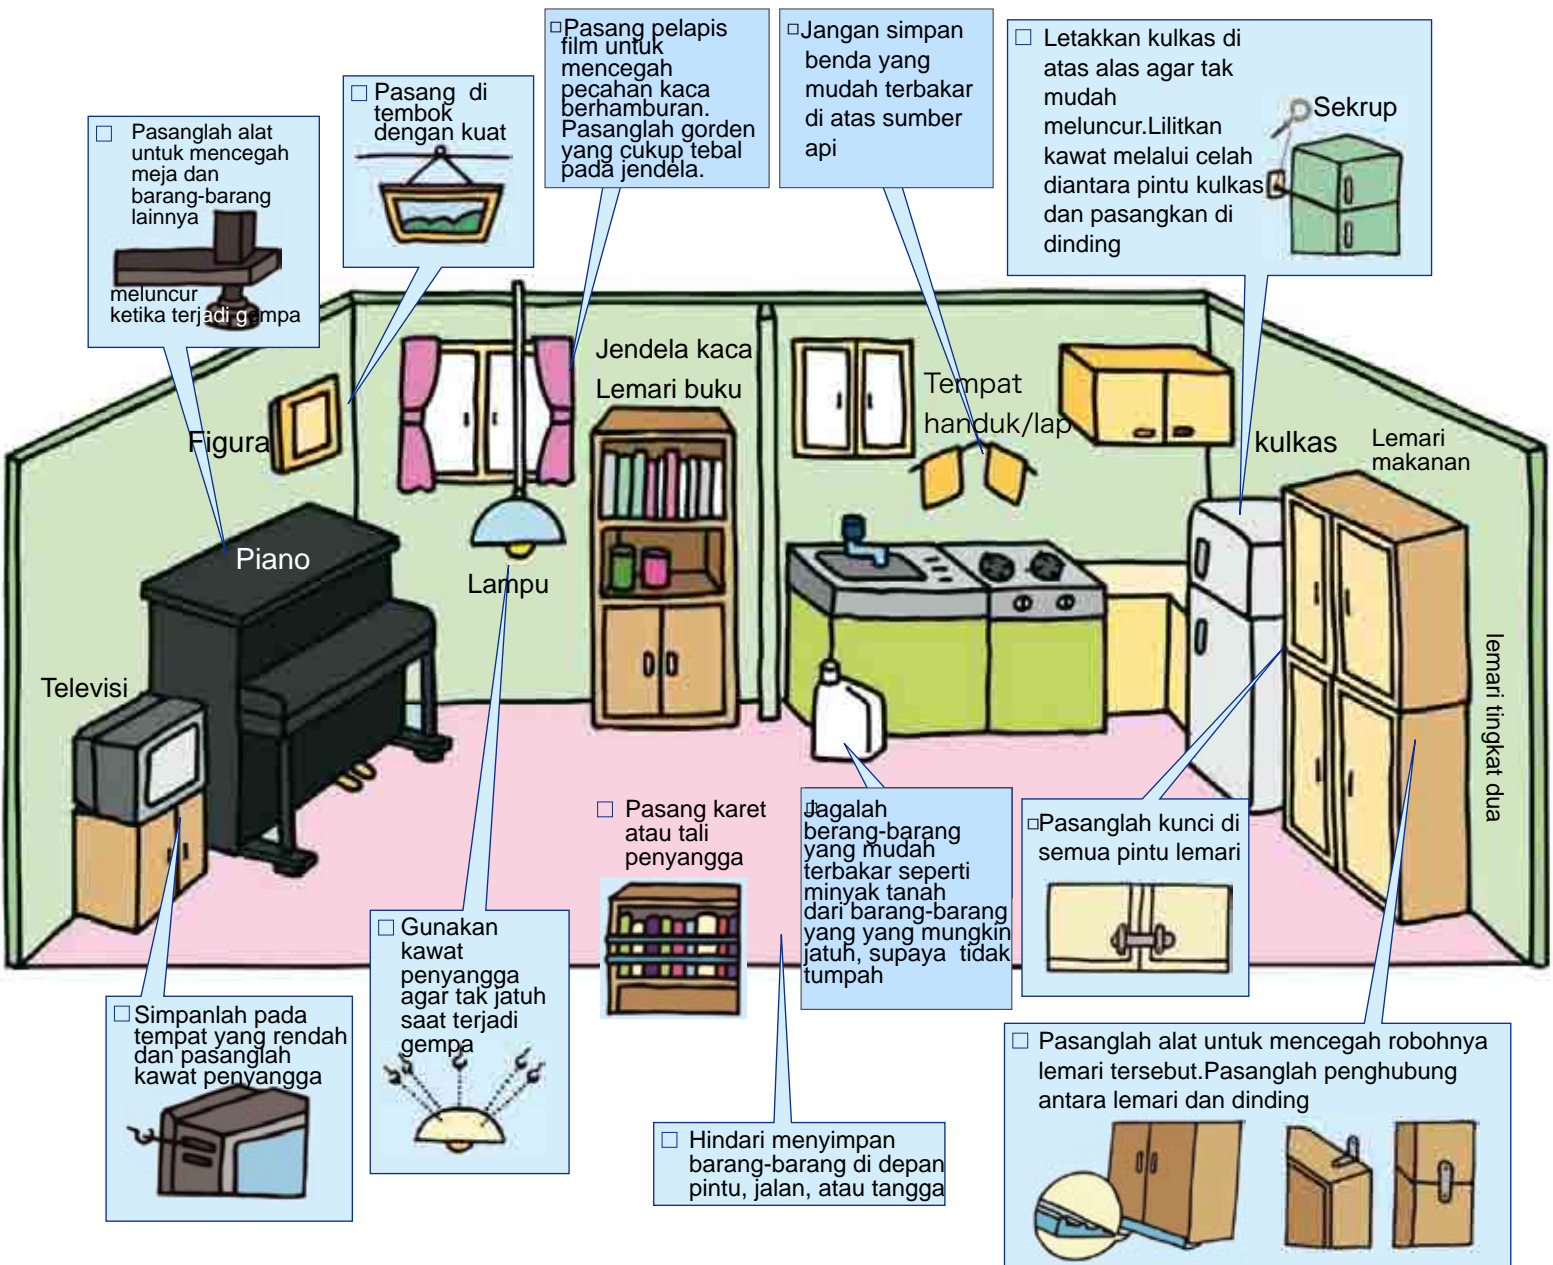 □ Pasanglah alat
untuk mencegah
meja dan
barang-barang
lainnya
meluncur
ketika terjadi gempa
□ Pasang di
tembok
dengan kuat
□Pasang pelapis
film untuk
mencegah
pecahan kaca
berhamburan.
Pasanglah gorden
yang cukup tebal
pada jendela.
□Jangan simpan
benda yang
mudah terbakar
di atas sumber
api
□ Letakkan kulkas di
atas alas agar tak
mudah
meluncur.Lilitkan
kawat melalui celah
diantara pintu kulkas
dan pasangkan di
dinding
Sekrup
Figura
Jendela kaca
Lemari buku
Tempat
handuk/lap
kulkas
Lemari
makanan
Piano
Lampu
Televisi
lemari tingkat dua
□ Pasang karet
atau tali
penyangga
□Jagalah
berang-barang
yang mudah
terbakar seperti
minyak tanah
dari barang-barang
yang yang mungkin
jatuh, supaya tidak
tumpah
□Pasanglah kunci di
semua pintu lemari
□ Simpanlah pada
tempat yang rendah
dan pasanglah
kawat penyangga
□ Gunakan
kawat
penyangga
agar tak jatuh
saat terjadi
gempa
□ Hindari menyimpan
barang-barang di depan
pintu, jalan, atau tangga
□ Pasanglah alat untuk mencegah robohnya
lemari tersebut.Pasanglah penghubung
antara lemari dan dinding